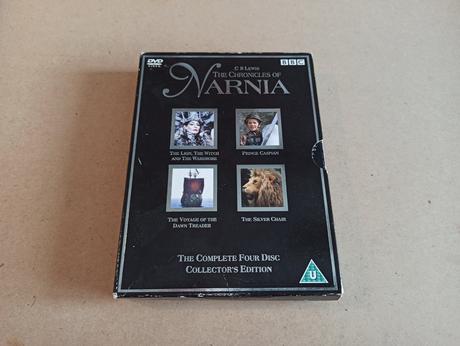 DVD
VIDEO
BBC
C S LEWIS
THE CHRONICLES OF
NARNIA
THE LION, THE WITCH
AND THE WARDROBE
PRINCE CASPIAN
THE VOYAGE OF THE
DAWN TREADER
THE SILVER CHAIR
THE COMPLETE FOUR DISC
COLLECTOR'S EDITION
U